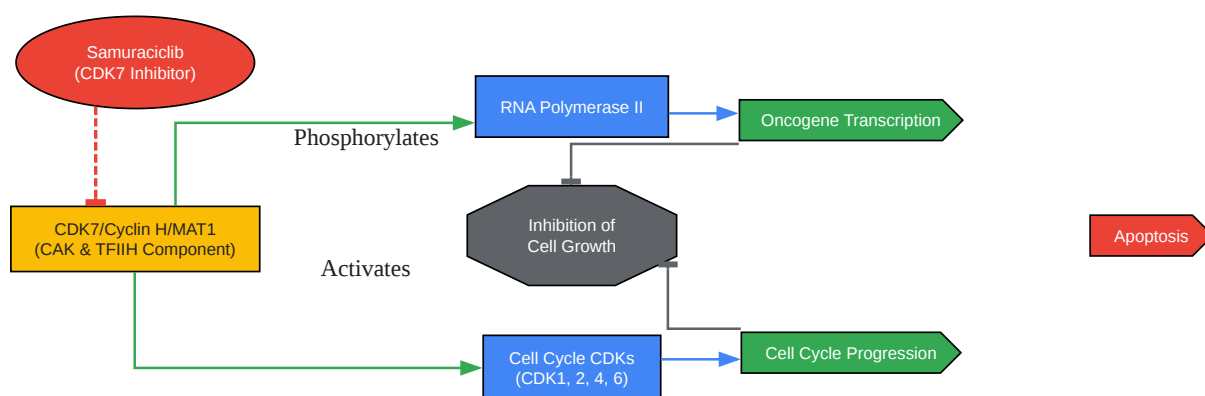 Samuraciclib
(CDK7 Inhibitor)
RNA Polymerase II
Oncogene Transcription
Phosphorylates
CDK7/Cyclin H/MAT1
(CAK & TFIIH Component)
Inhibition of
Cell Growth
Apoptosis
Activates
Cell Cycle CDKs
(CDK1, 2, 4, 6)
Cell Cycle Progression